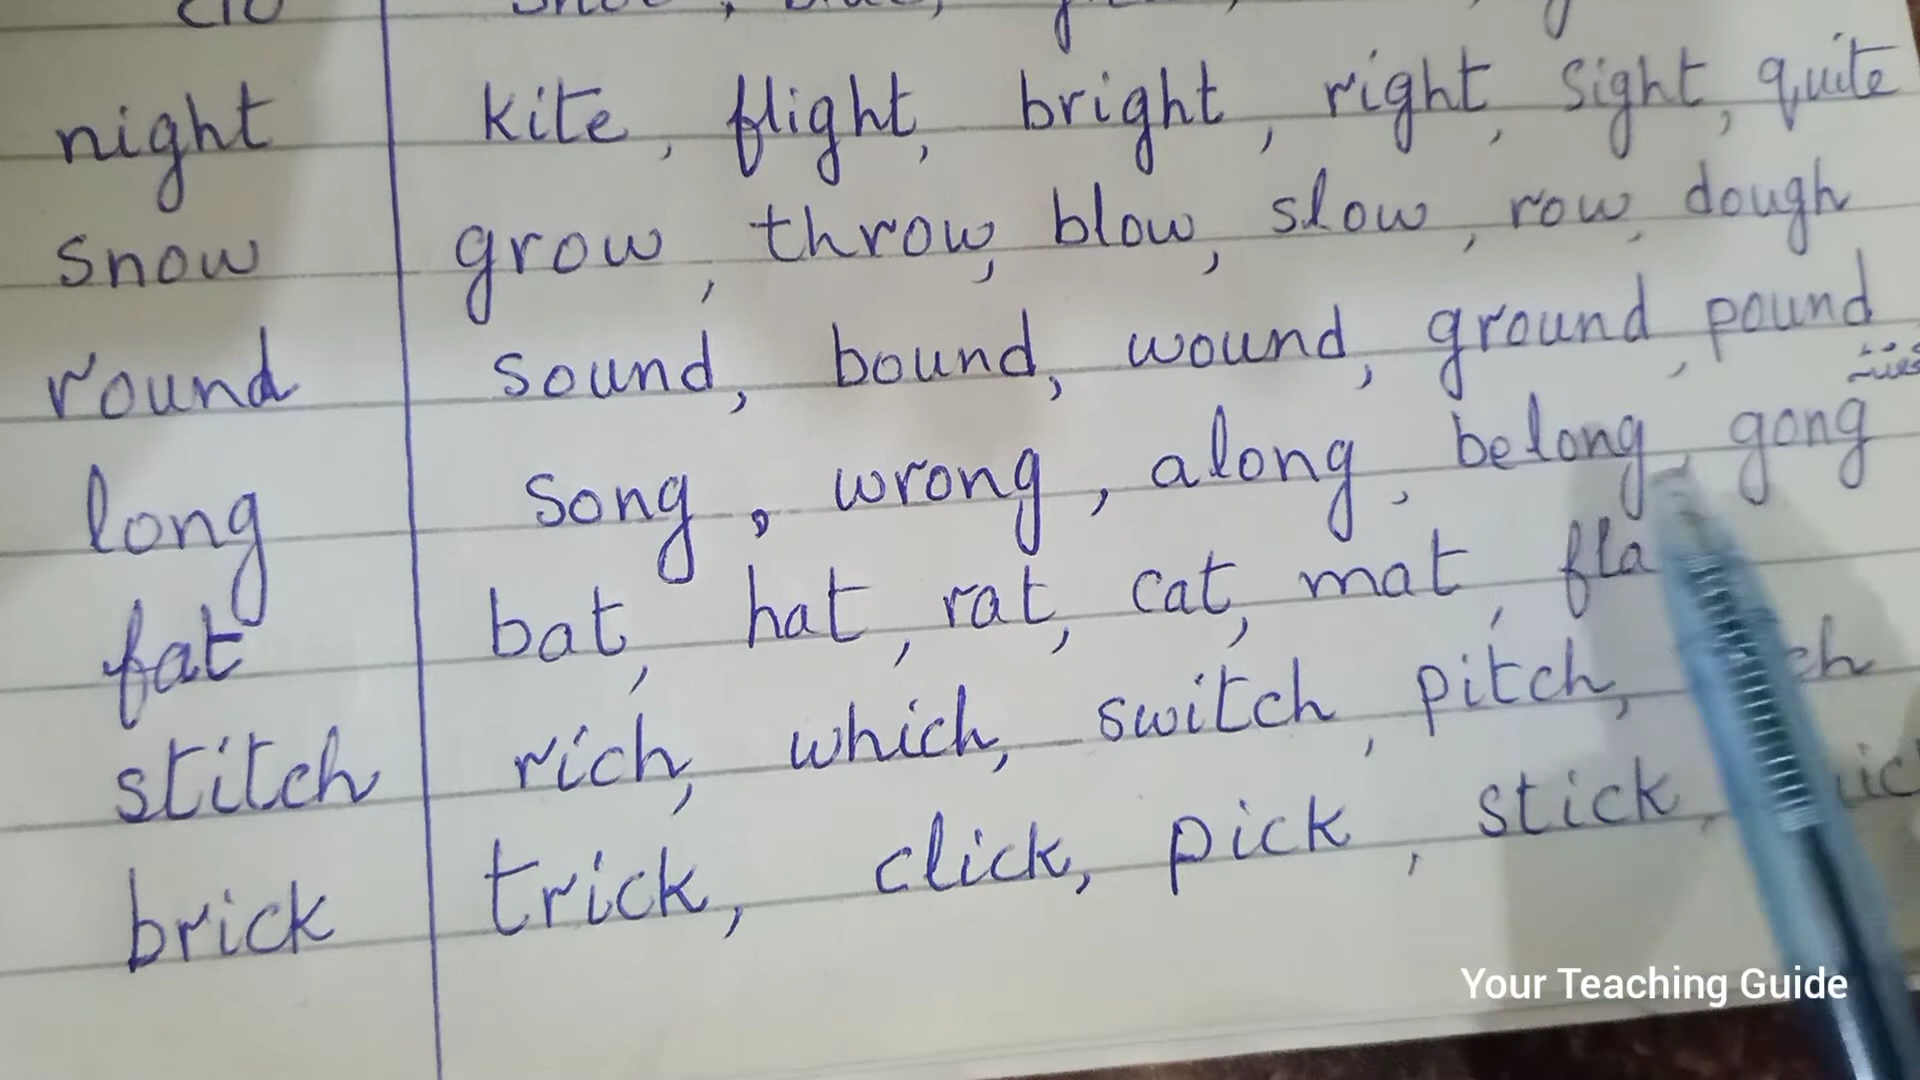 night kite, flight, bright, right, sight, quite
snow grow, throw, blow, slow, row, dough
round sound, bound, wound, ground, pound
long song, wrong, along, belong, gong
fat bat, hat, rat, cat, mat,
stitch rich, which, switch, pitch,
brick trick, click, pick, stick,
Your Teaching Guide